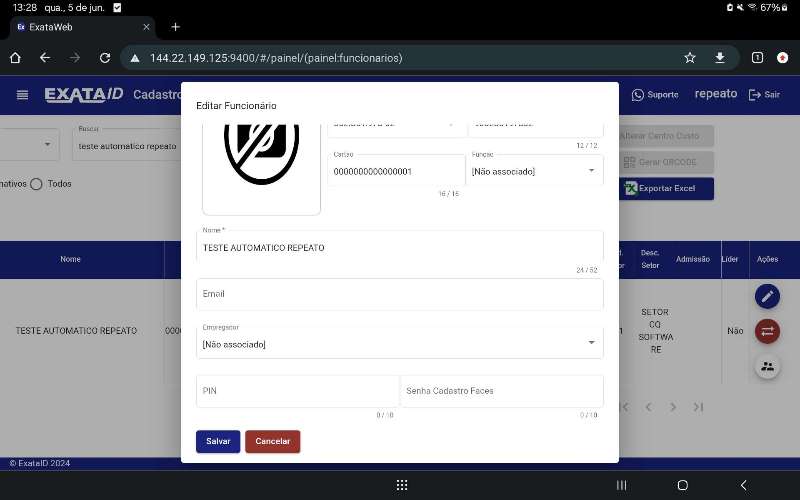 13:28 qua., 5 de jun. 67%
ExataWeb
144.22.149.125:9400/#/painel/(painel:funcionarios)
EXATAID Cadastro
Suporte repeato Sair
Editar Funcionário
Buscar
teste automatico repeato
Alterar Centro Custo
12 / 12
Cartão
0000000000000001
16 / 16
Função
[Não associado]
Gerar QRCODE
Exportar Excel
nativos Todos
Nome *
TESTE AUTOMATICO REPEATO
24 / 52
Nome
Desc. Setor
Admissão
Líder
Ações
Email
TESTE AUTOMATICO REPEATO
SETOR
CQ
SOFTWA
RE
Não
Empregador
[Não associado]
PIN
0 / 10
Senha Cadastro Faces
0 / 10
Salvar Cancelar
© ExataID 2024